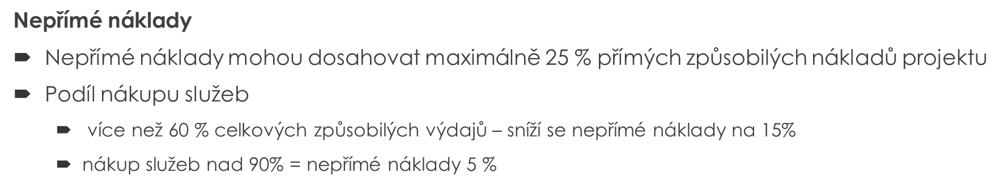 Nepřímé náklady
Nepřímé náklady mohou dosahovat maximálně 25 % přímých způsobilých nákladů projektu
Podíl nákupu služeb
více než 60 % celkových způsobilých výdajů – sníží se nepřímé náklady na 15%
nákup služeb nad 90% = nepřímé náklady 5 %